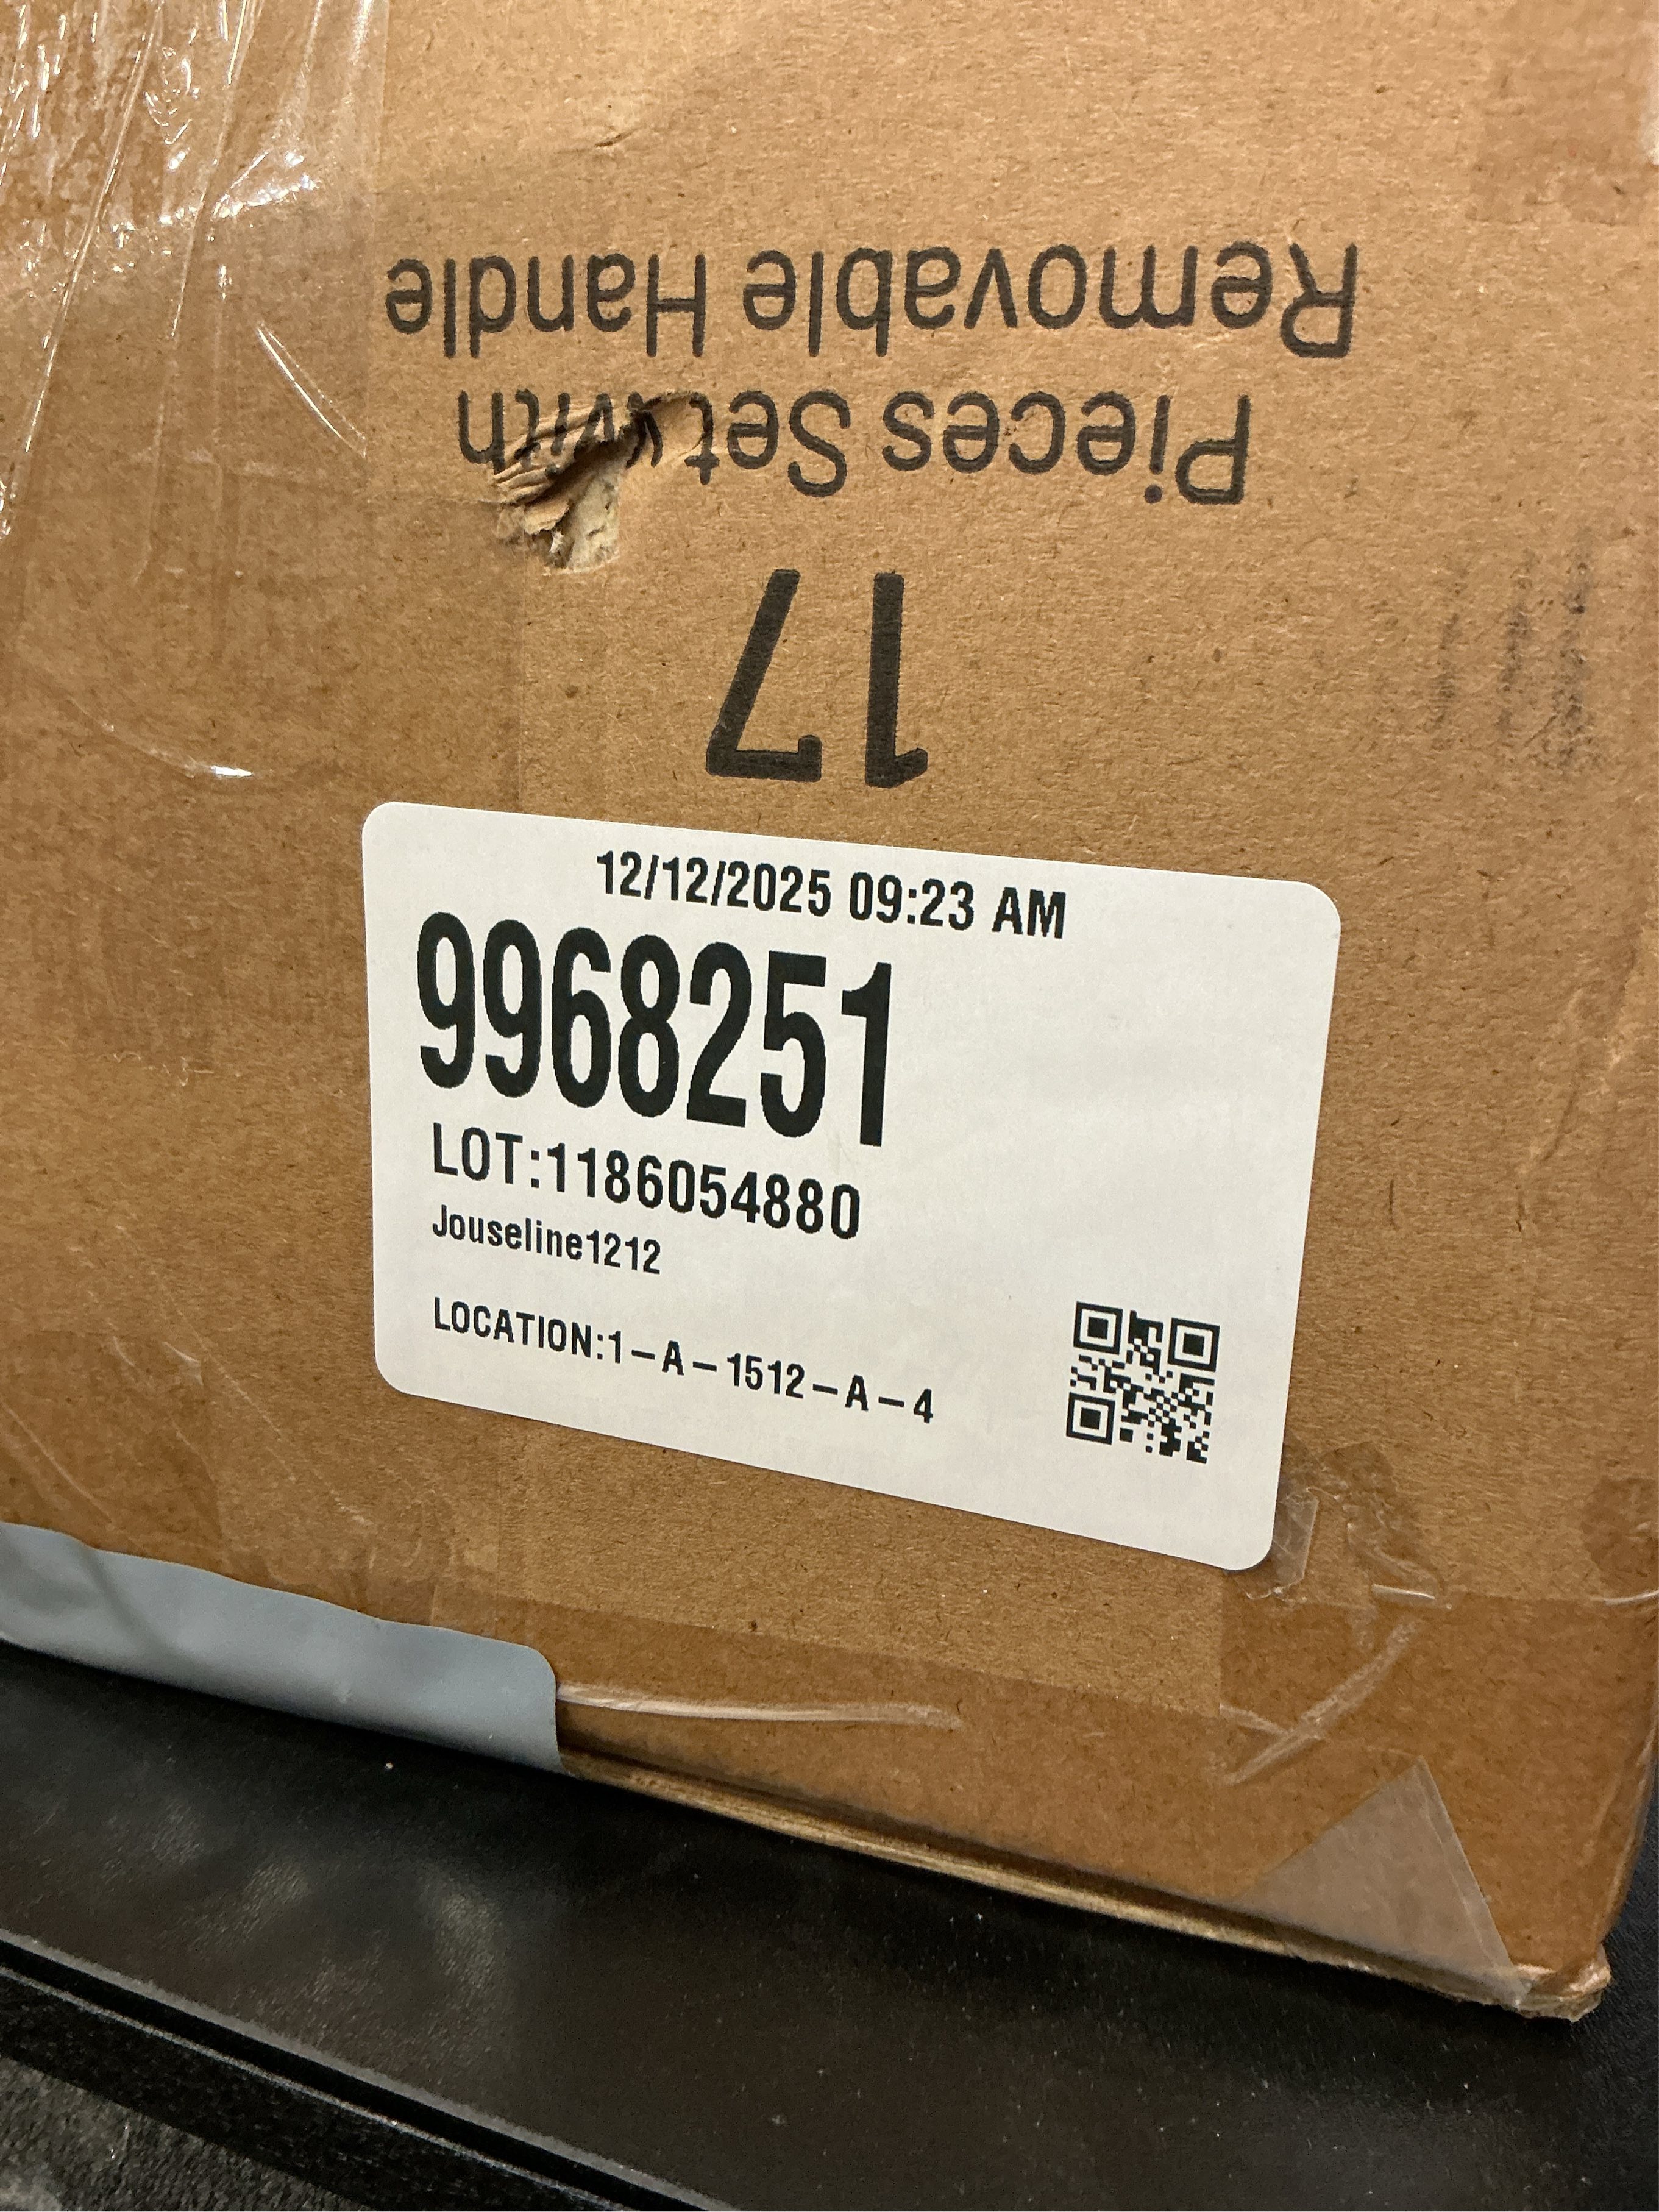 17
Pieces Set with
Removable Handle
12/12/2025 09:23 AM
9968251
LOT:1186054880
Jouseline1212
LOCATION:1-A-1512-A-4